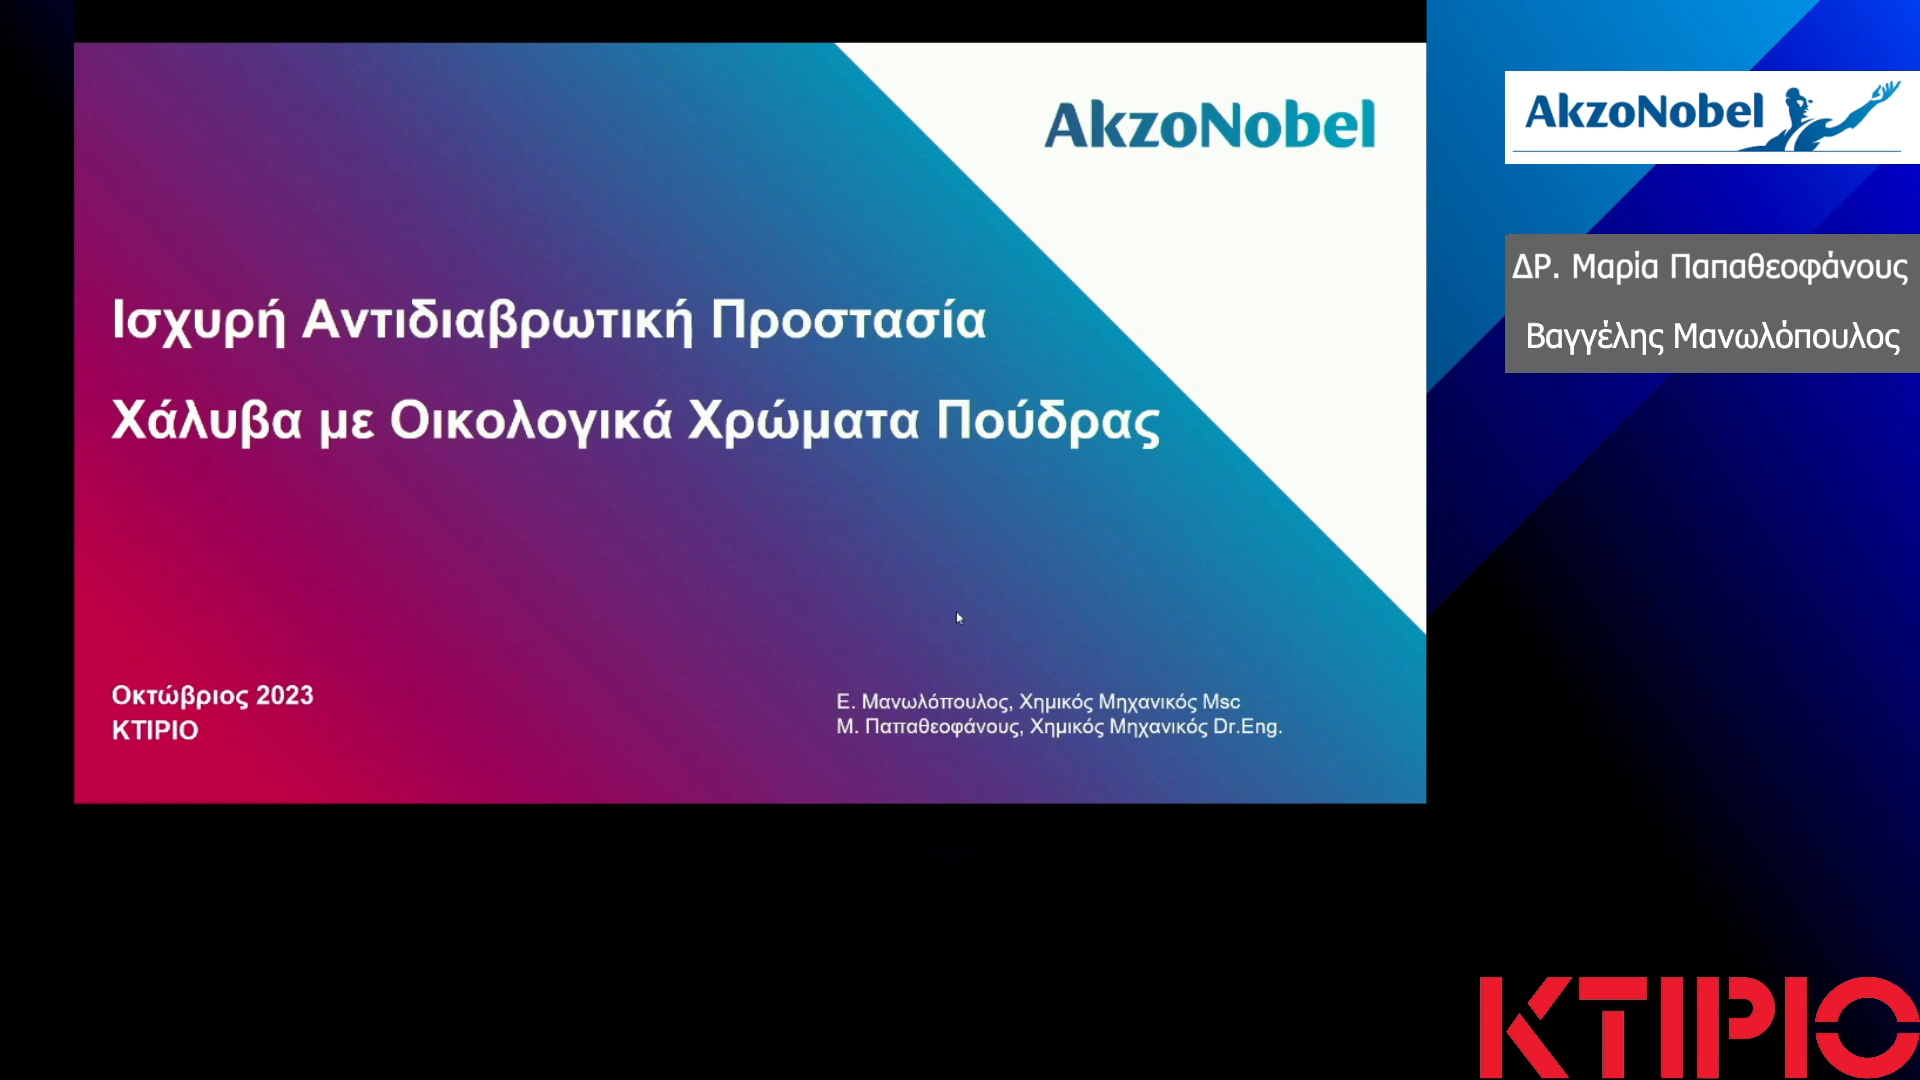 AkzoNobel
Ισχυρή Αντιδιαβρωτική Προστασία
Χάλυβα με Οικολογικά Χρώματα Πούδρας
Οκτώβριος 2023
ΚΤΙΡΙΟ
Ε. Μανωλόπουλος, Χημικός Μηχανικός Msc
Μ. Παπαθεοφάνους, Χημικός Μηχανικός Dr.Eng.
AkzoNobel
ΔΡ. Μαρία Παπαθεοφάνους
Βαγγέλης Μανωλόπουλος
ΚΤΙΡΙΟ